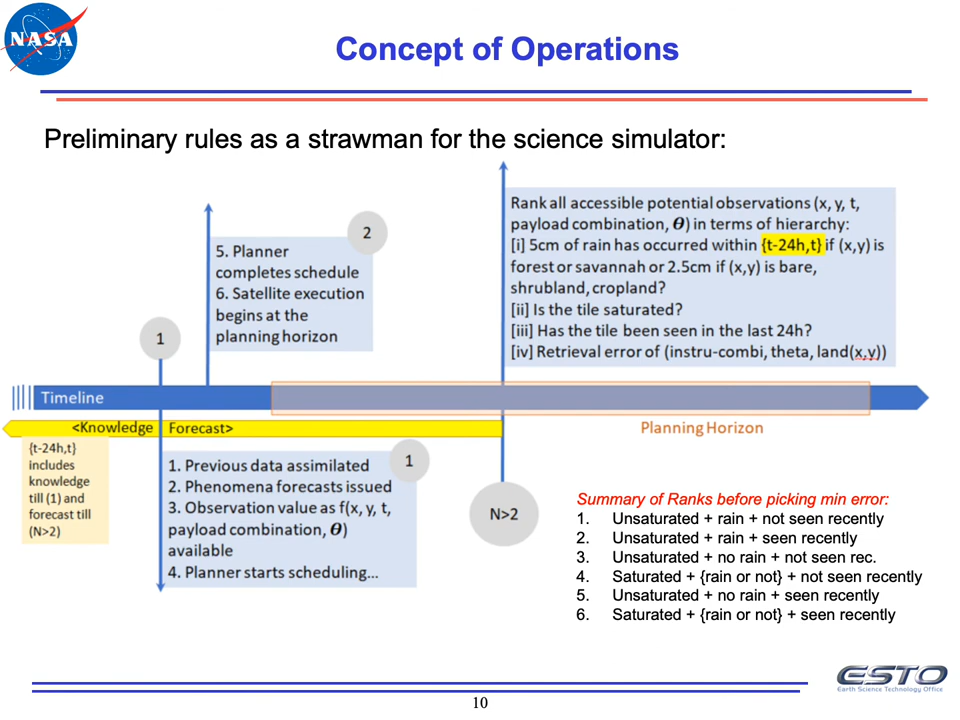 NASA
Concept of Operations
Preliminary rules as a strawman for the science simulator:
2
5. Planner
completes schedule
6. Satellite execution
begins at the
planning horizon
1
Rank all accessible potential observations (x, y, t,
payload combination, θ) in terms of hierarchy:
[i] 5cm of rain has occurred within {t-24h,t} if (x,y) is
forest or savannah or 2.5cm if (x,y) is bare,
shrubland, cropland?
[ii] Is the tile saturated?
[iii] Has the tile been seen in the last 24h?
[iv] Retrieval error of (instru-combi, theta, land(x,y))
Timeline
<Knowledge
Forecast>
Planning Horizon
{t-24h,t}
includes
knowledge
till (1) and
forecast till
(N>2)
1
1. Previous data assimilated
2. Phenomena forecasts issued
3. Observation value as f(x, y, t,
payload combination, θ)
available
4. Planner starts scheduling...
N>2
Summary of Ranks before picking min error:
1. Unsaturated + rain + not seen recently
2. Unsaturated + rain + seen recently
3. Unsaturated + no rain + not seen rec.
4. Saturated + {rain or not} + not seen recently
5. Unsaturated + no rain + seen recently
6. Saturated + {rain or not} + seen recently
ESTO
Earth Science Technology Office
10